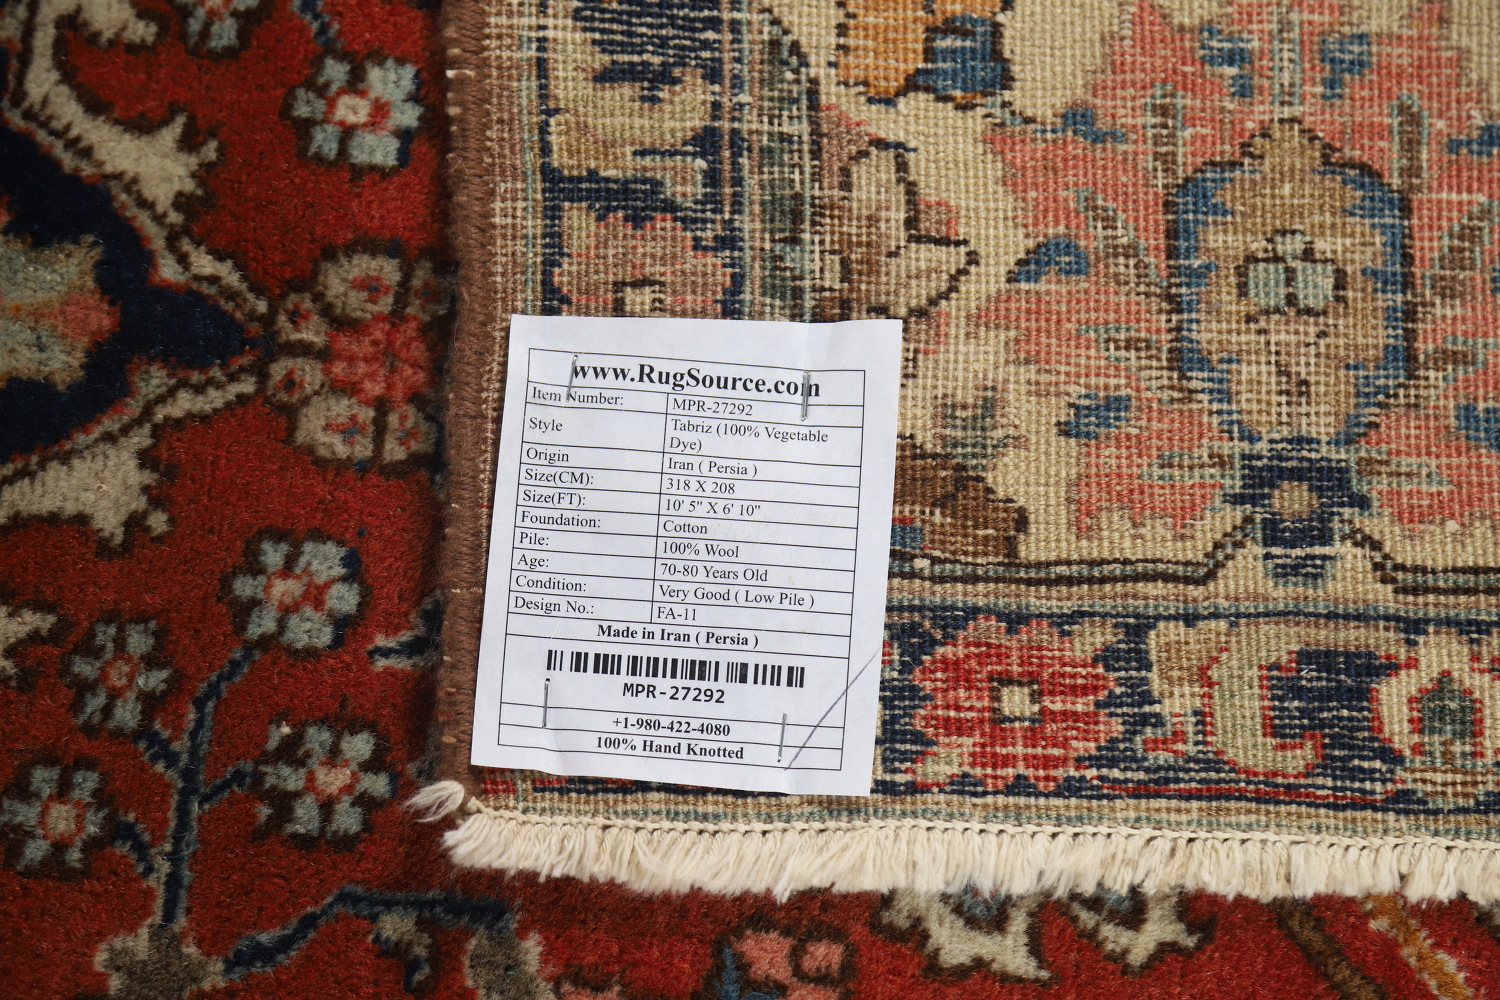 www.RugSource.com
Item Number: MPR-27292
Style Tabriz (100% Vegetable
Dye)
Origin Iran ( Persia )
Size(CM): 318 X 208
Size(FT): 10' 5" X 6' 10"
Foundation: Cotton
Pile: 100% Wool
Age: 70-80 Years Old
Condition: Very Good ( Low Pile )
Design No.: FA-11
Made in Iran ( Persia )
MPR-27292
+1-980-422-4080
100% Hand Knotted